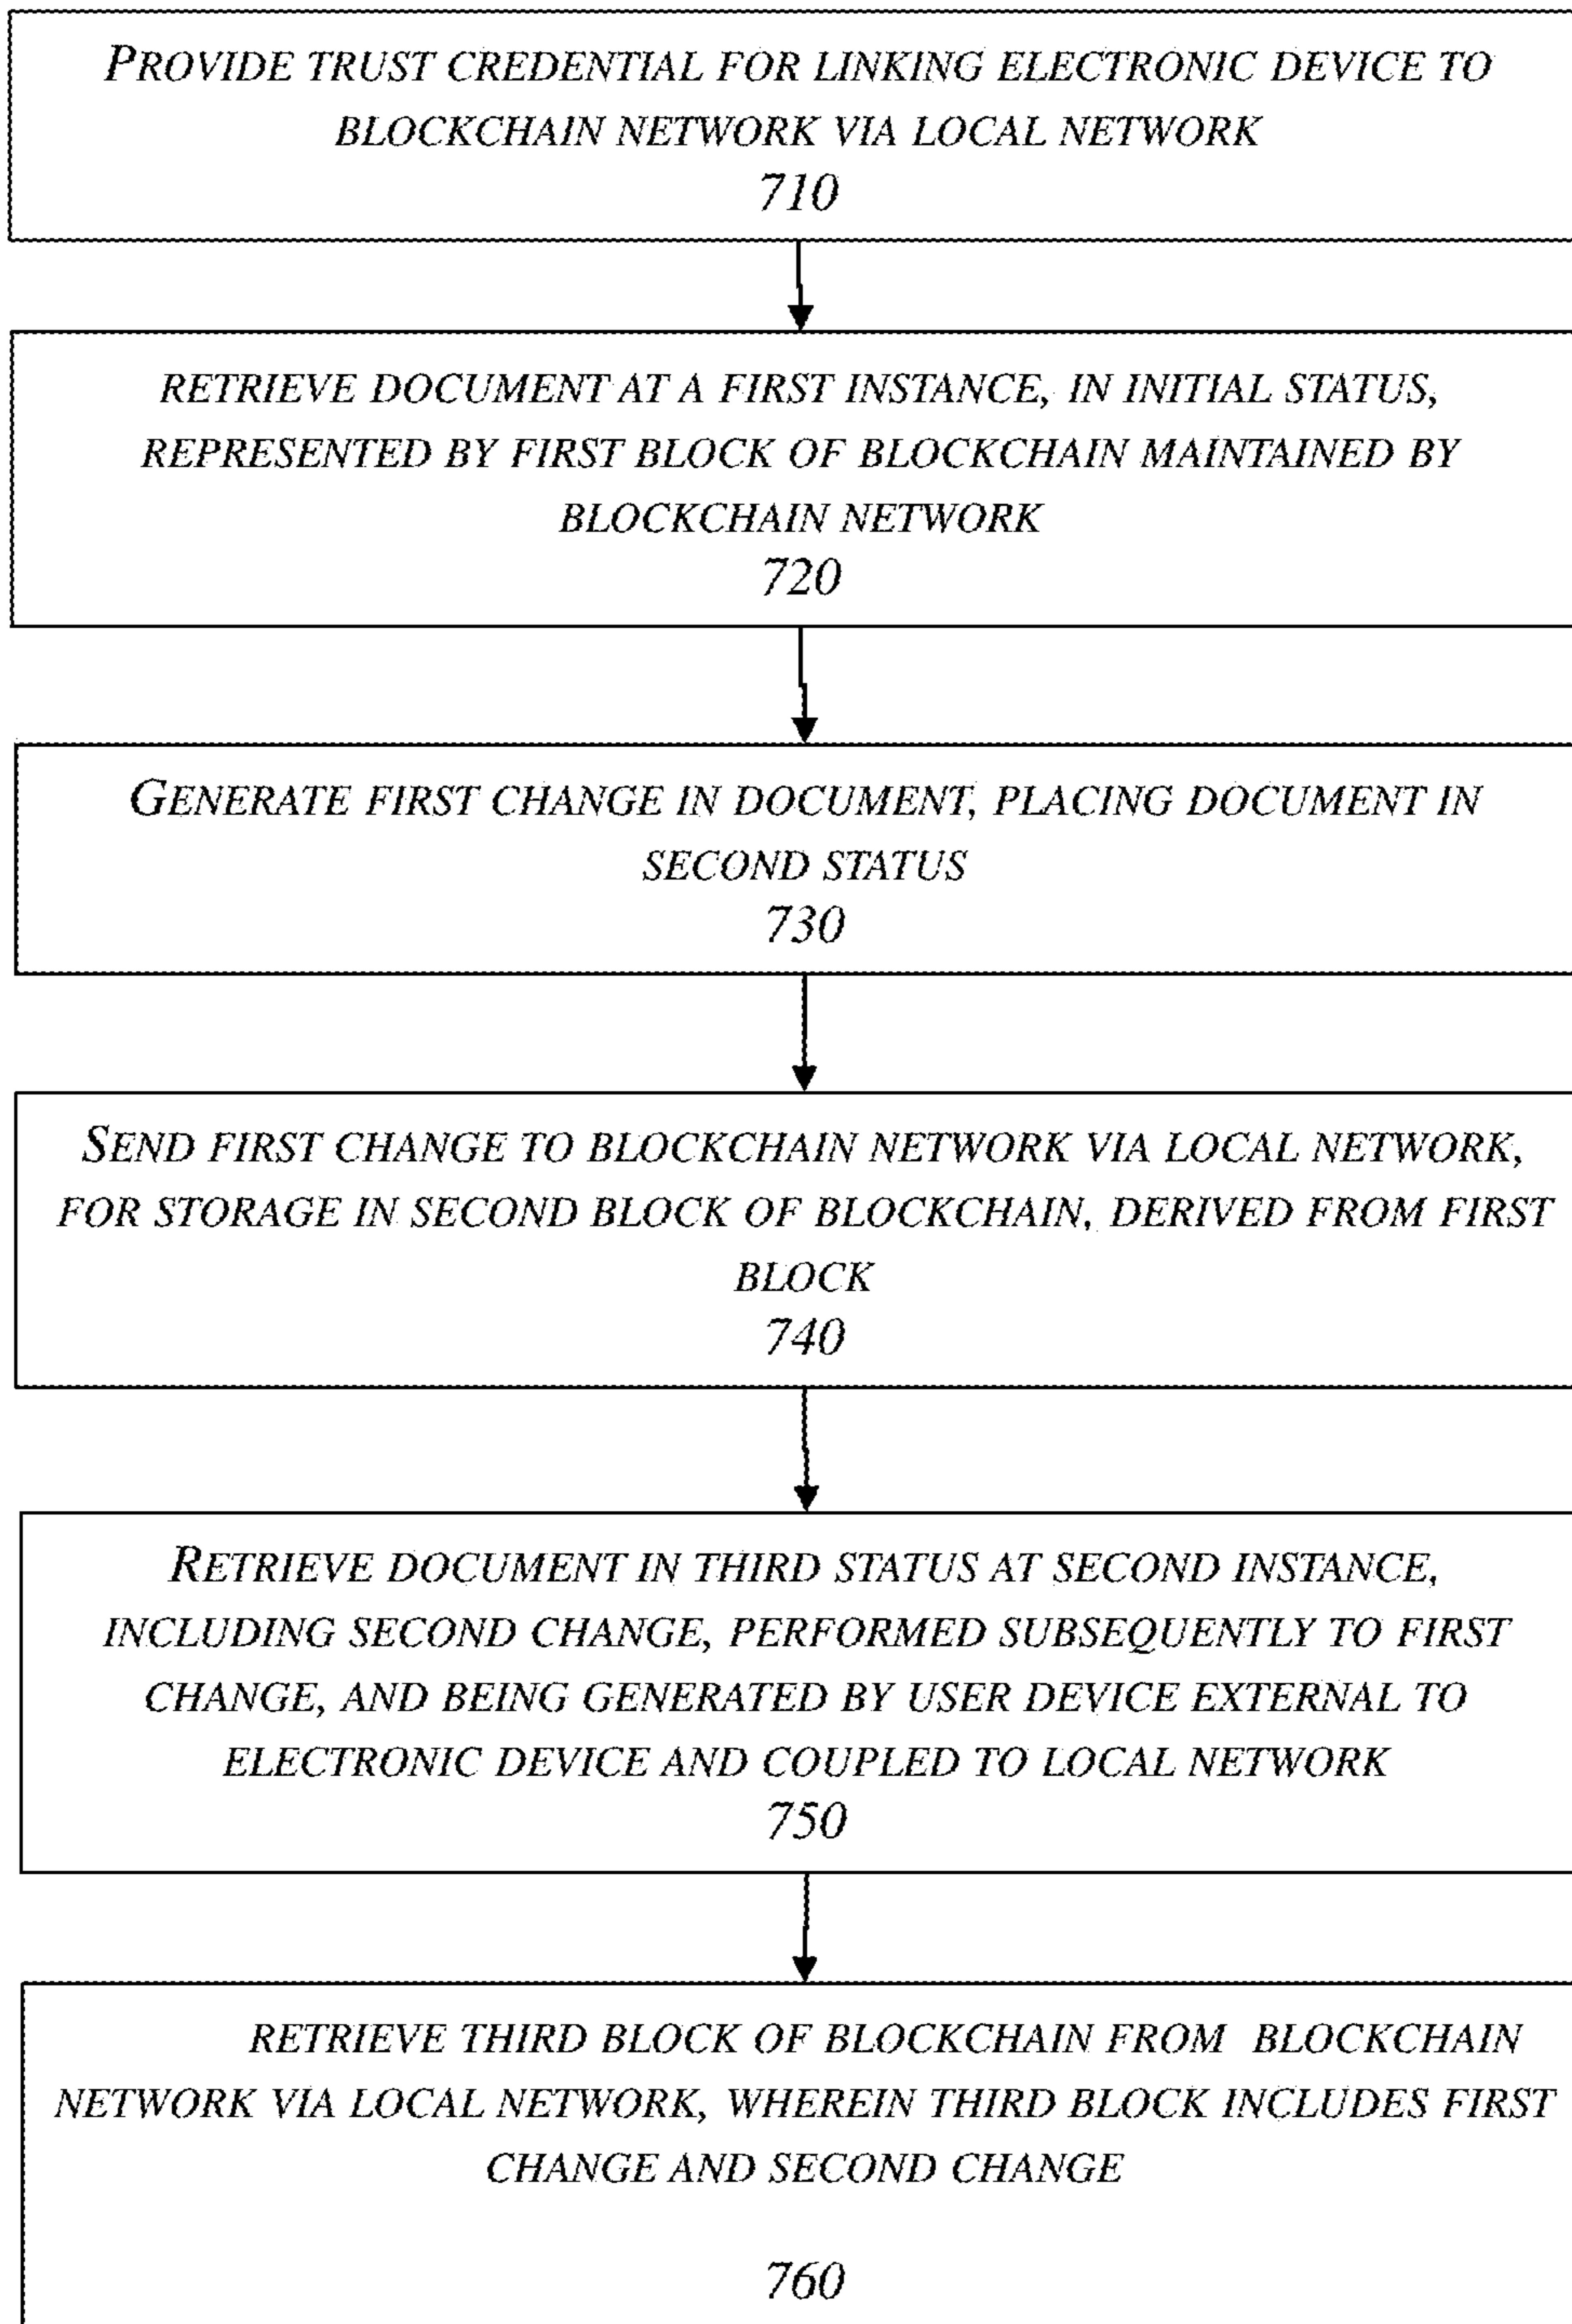 PROVIDE TRUST CREDENTIAL FOR LINKING ELECTRONIC DEVICE TO
BLOCKCHAIN NETWORK VIA LOCAL NETWORK
710
RETRIEVE DOCUMENT AT A FIRST INSTANCE, IN INITIAL STATUS,
REPRESENTED BY FIRST BLOCK OF BLOCKCHAIN MAINTAINED BY
BLOCKCHAIN NETWORK
720
GENERATE FIRST CHANGE IN DOCUMENT, PLACING DOCUMENT IN
SECOND STATUS
730
SEND FIRST CHANGE TO BLOCKCHAIN NETWORK VIA LOCAL NETWORK,
FOR STORAGE IN SECOND BLOCK OF BLOCKCHAIN, DERIVED FROM FIRST
BLOCK
740
RETRIEVE DOCUMENT IN THIRD STATUS AT SECOND INSTANCE,
INCLUDING SECOND CHANGE, PERFORMED SUBSEQUENTLY TO FIRST
CHANGE, AND BEING GENERATED BY USER DEVICE EXTERNAL TO
ELECTRONIC DEVICE AND COUPLED TO LOCAL NETWORK
750
RETRIEVE THIRD BLOCK OF BLOCKCHAIN FROM BLOCKCHAIN
NETWORK VIA LOCAL NETWORK, WHEREIN THIRD BLOCK INCLUDES FIRST
CHANGE AND SECOND CHANGE
760